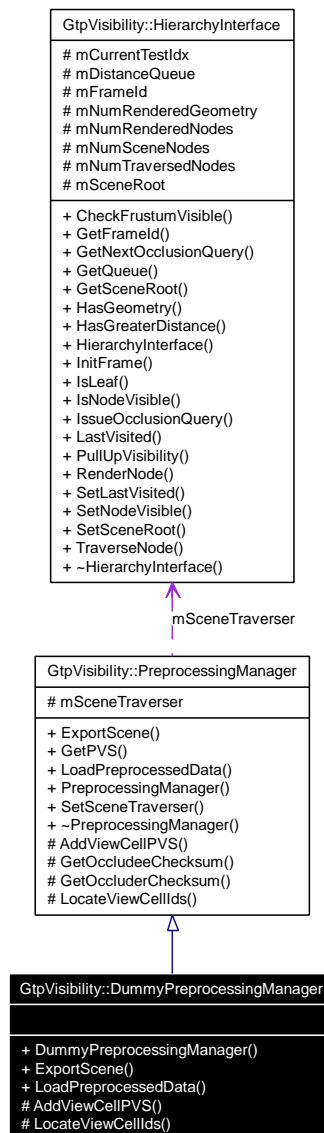 GtpVisibility::HierarchyInterface
# mCurrentTestIdx
# mDistanceQueue
# mFrameId
# mNumRenderedGeometry
# mNumRenderedNodes
# mNumSceneNodes
# mNumTraversedNodes
# mSceneRoot
+ CheckFrustumVisible()
+ GetFrameId()
+ GetNextOcclusionQuery()
+ GetQueue()
+ GetSceneRoot()
+ HasGeometry()
+ HasGreaterDistance()
+ HierarchyInterface()
+ InitFrame()
+ IsLeaf()
+ IsNodeVisible()
+ IssueOcclusionQuery()
+ LastVisited()
+ PullUpVisibility()
+ RenderNode()
+ SetLastVisited()
+ SetNodeVisible()
+ SetSceneRoot()
+ TraverseNode()
+ ~HierarchyInterface()
mSceneTraverser
GtpVisibility::PreprocessingManager
# mSceneTraverser
+ ExportScene()
+ GetPVS()
+ LoadPreprocessedData()
+ PreprocessingManager()
+ SetSceneTraverser()
+ ~PreprocessingManager()
# AddViewCellPVS()
# GetOccludeeChecksum()
# GetOccluderChecksum()
# LocateViewCellIds()
GtpVisibility::DummyPreprocessingManager
+ DummyPreprocessingManager()
+ ExportScene()
+ LoadPreprocessedData()
# AddViewCellPVS()
# LocateViewCellIds()